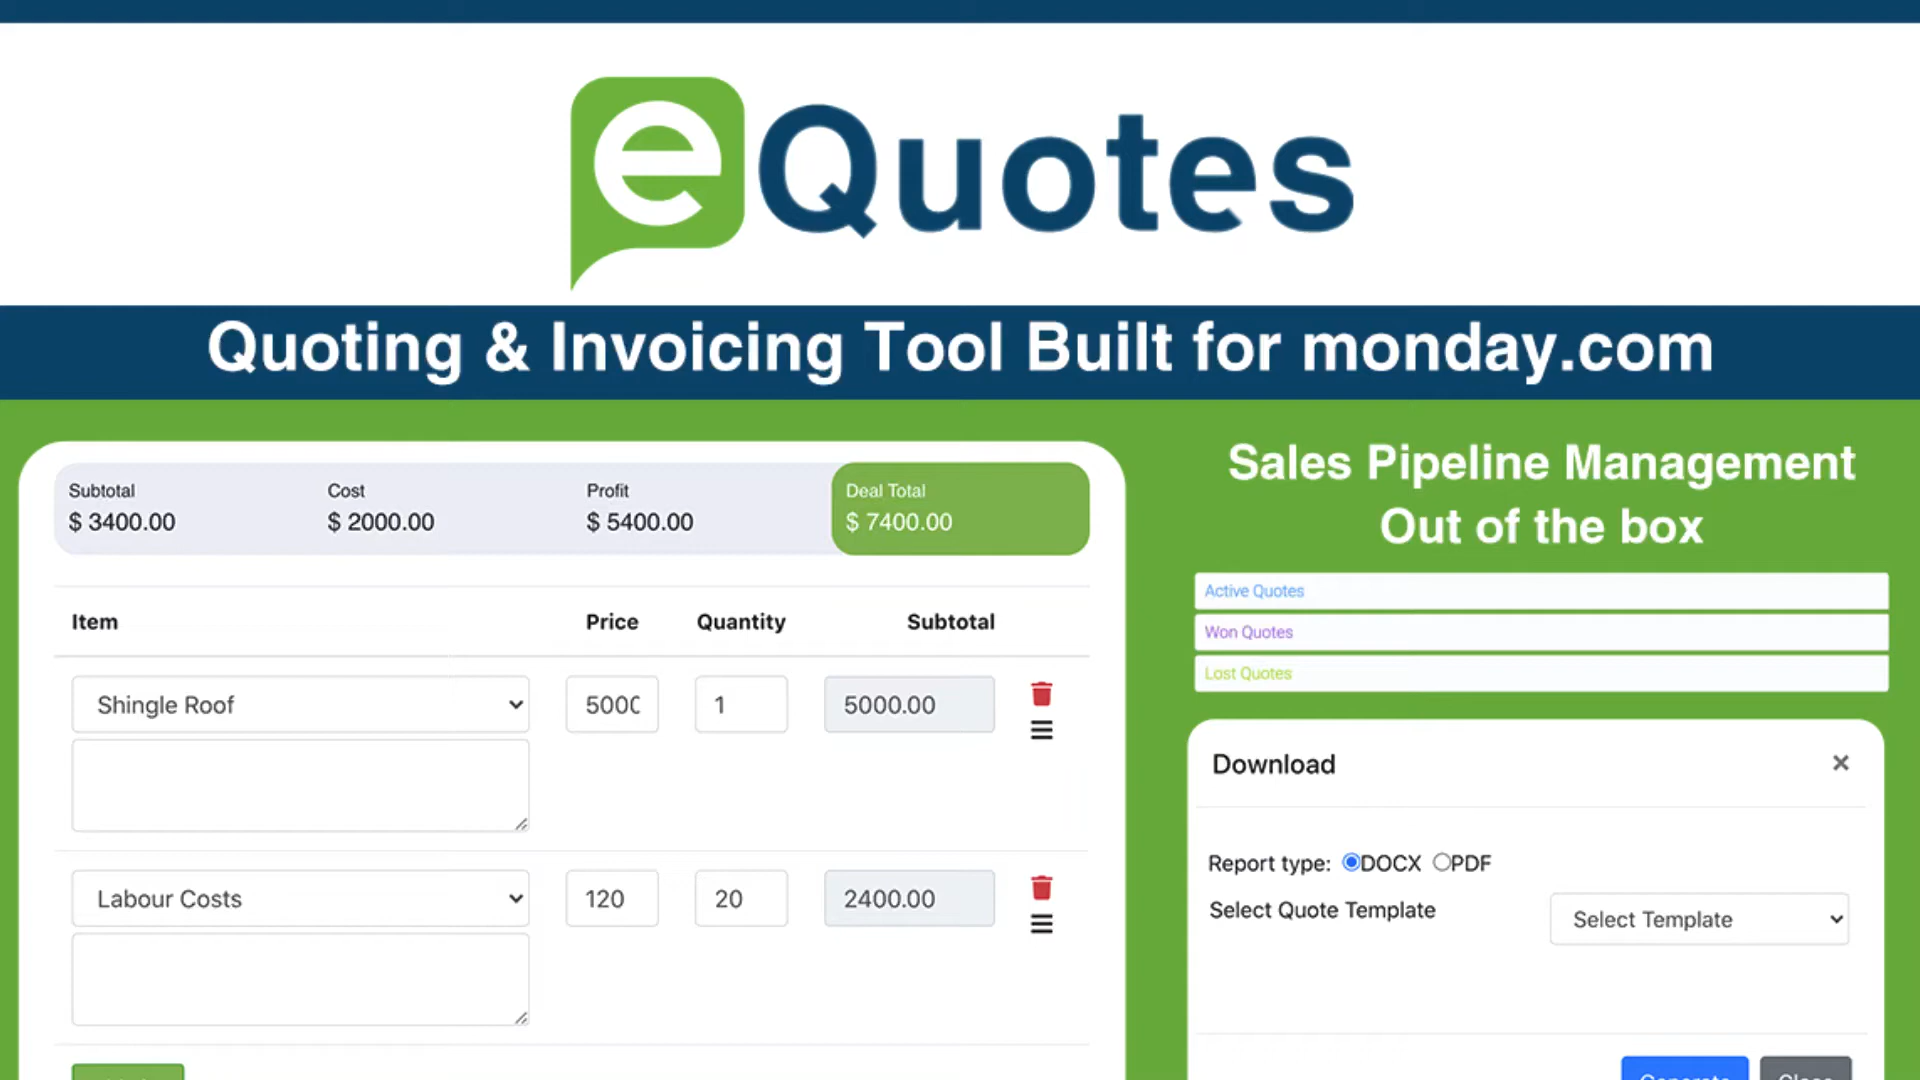 eQuotes
Quoting & Invoicing Tool Built for monday.com
Subtotal Cost Profit Deal Total
$ 3400.00 $ 2000.00 $ 5400.00 $ 7400.00
Item Price Quantity Subtotal
Shingle Roof 500 1 5000.00
Labour Costs 120 20 2400.00
Sales Pipeline Management
Out of the box
Active Quotes
Won Quotes
Lost Quotes
Download ×
Report type: DOCX PDF
Select Quote Template Select Template
Generate Close